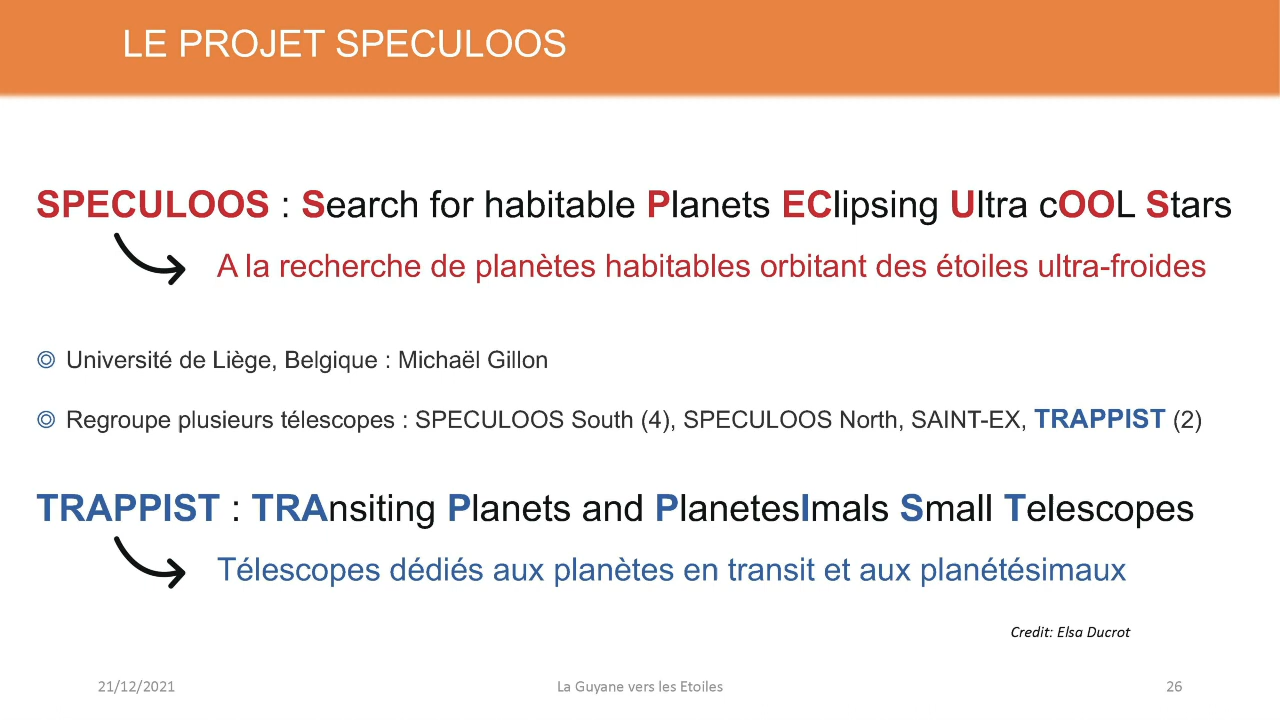 LE PROJET SPECULOOS
SPECULOOS : Search for habitable Planets EClipsing Ultra cOOL Stars
A la recherche de planètes habitables orbitant des étoiles ultra-froides
Université de Liège, Belgique : Michaël Gillon
Regroupe plusieurs télescopes : SPECULOOS South (4), SPECULOOS North, SAINT-EX, TRAPPIST (2)
TRAPPIST : TRAnsiting Planets and PlanetesImals Small Telescopes
Télescopes dédiés aux planètes en transit et aux planétésimaux
Credit: Elsa Ducrot
21/12/2021
La Guyane vers les Etoiles
26